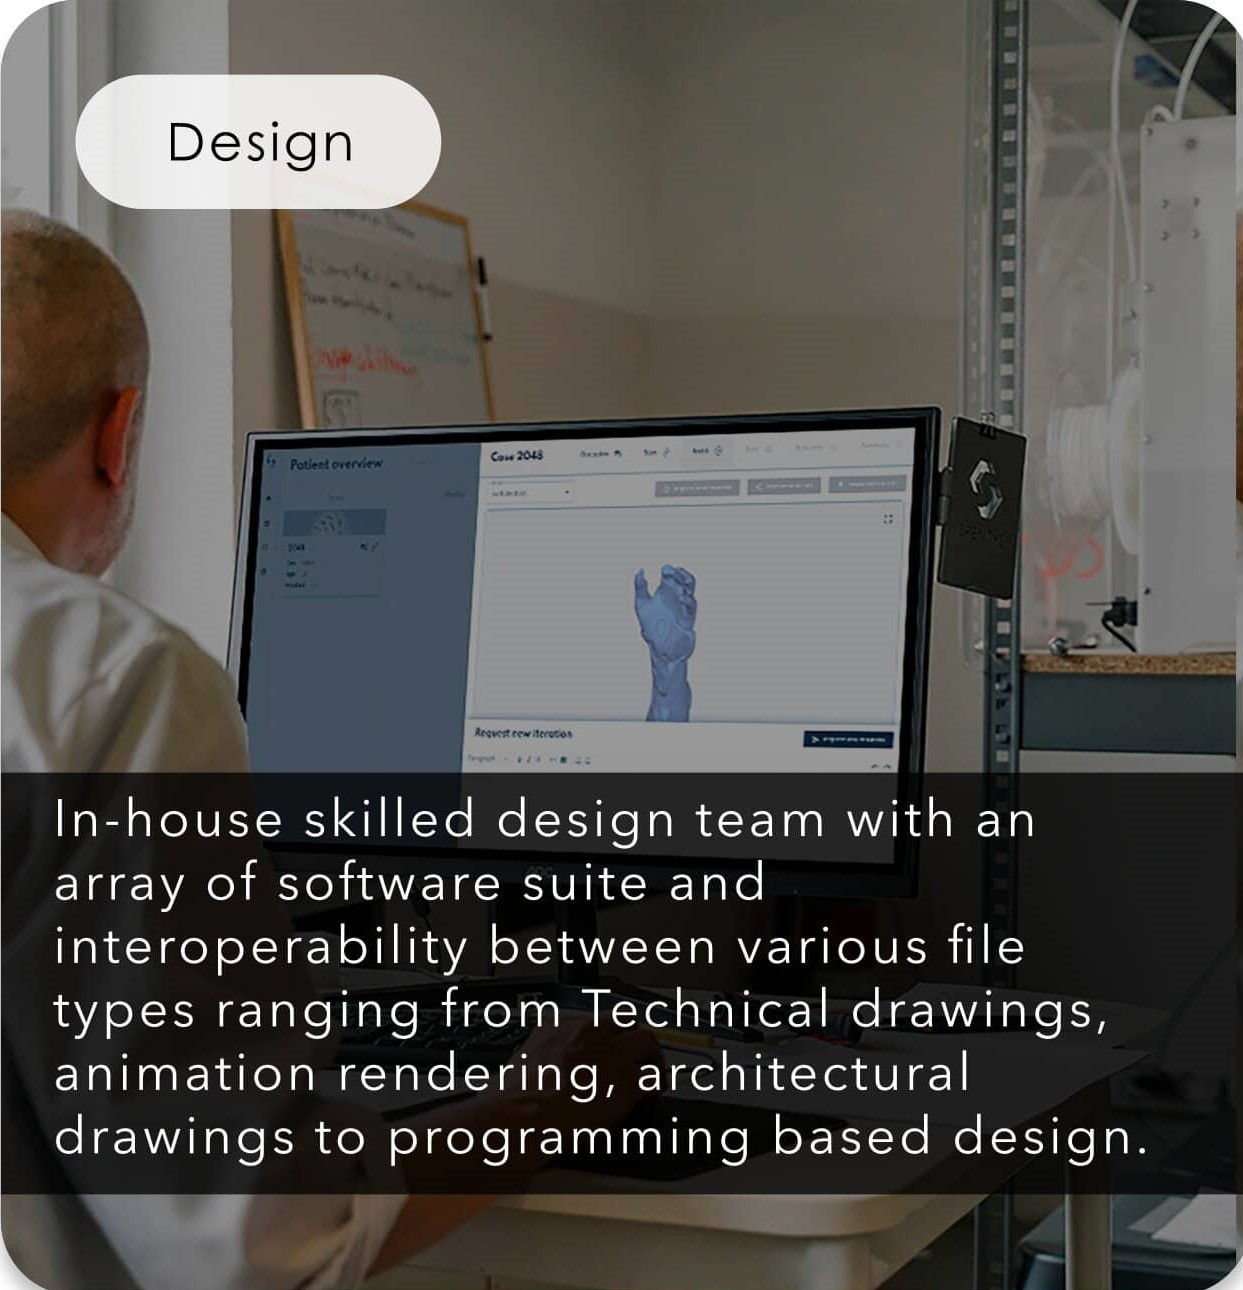 Design
Patient overview
Case 2048
2048
Request new iteration
Paragraph
In-house skilled design team with an
array of software suite and
interoperability between various file
types ranging from Technical drawings,
animation rendering, architectural
drawings to programming based design.